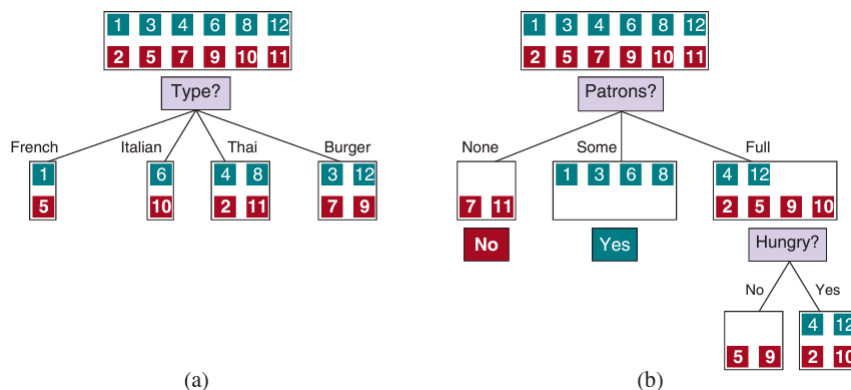 1 3 4 6 8 12
2 5 7 9 10 11
Type?
French Italian Thai Burger
1 6 4 8 3 12
5 10 2 11 7 9
(a)
1 3 4 6 8 12
2 5 7 9 10 11
Patrons?
None Some Full
1 3 6 8 4 12
7 11 2 5 9 10
No Yes Hungry?
No Yes
4 12
5 9 2 10
(b)